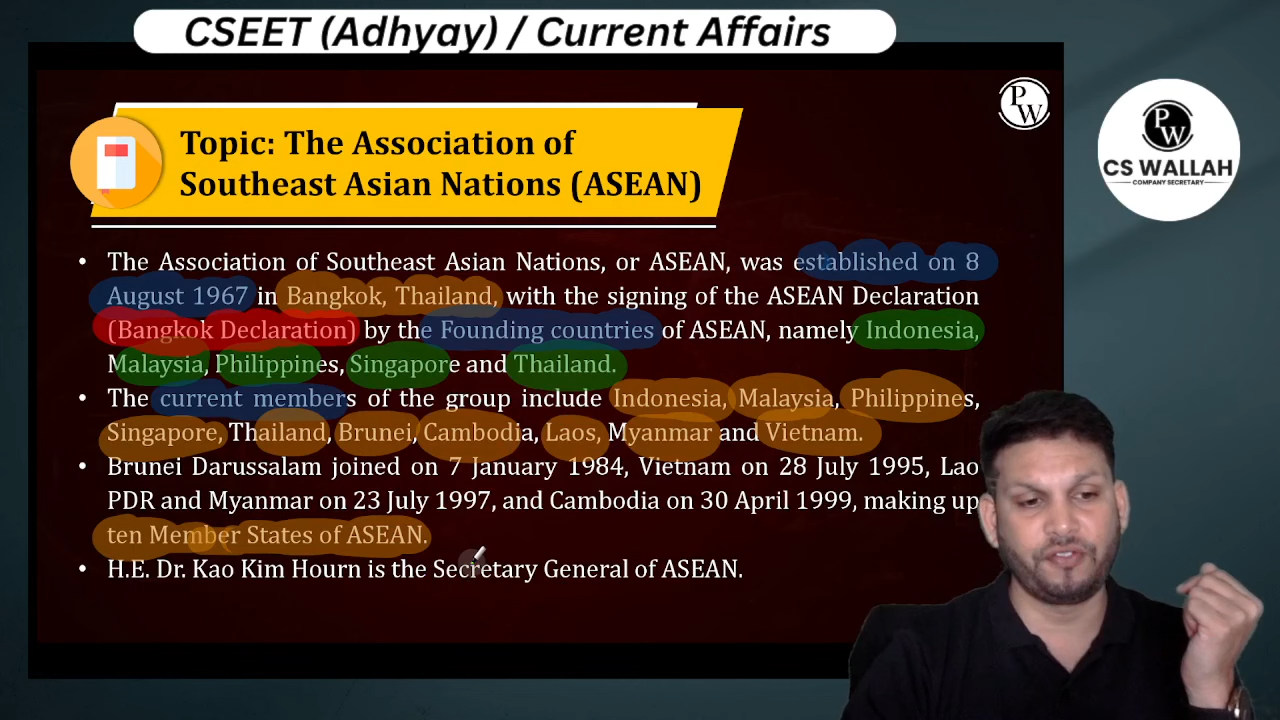 CSEET (Adhyay) / Current Affairs
PW
PW
CS WALLAH
COMPANY SECRETARY
Topic: The Association of
Southeast Asian Nations (ASEAN)
• The Association of Southeast Asian Nations, or ASEAN, was established on 8
August 1967 in Bangkok, Thailand, with the signing of the ASEAN Declaration
(Bangkok Declaration) by the Founding countries of ASEAN, namely Indonesia,
Malaysia, Philippines, Singapore and Thailand.
• The current members of the group include Indonesia, Malaysia, Philippines,
Singapore, Thailand, Brunei, Cambodia, Laos, Myanmar and Vietnam.
• Brunei Darussalam joined on 7 January 1984, Vietnam on 28 July 1995, Lao
PDR and Myanmar on 23 July 1997, and Cambodia on 30 April 1999, making up
ten Member States of ASEAN.
• H.E. Dr. Kao Kim Hourn is the Secretary General of ASEAN.